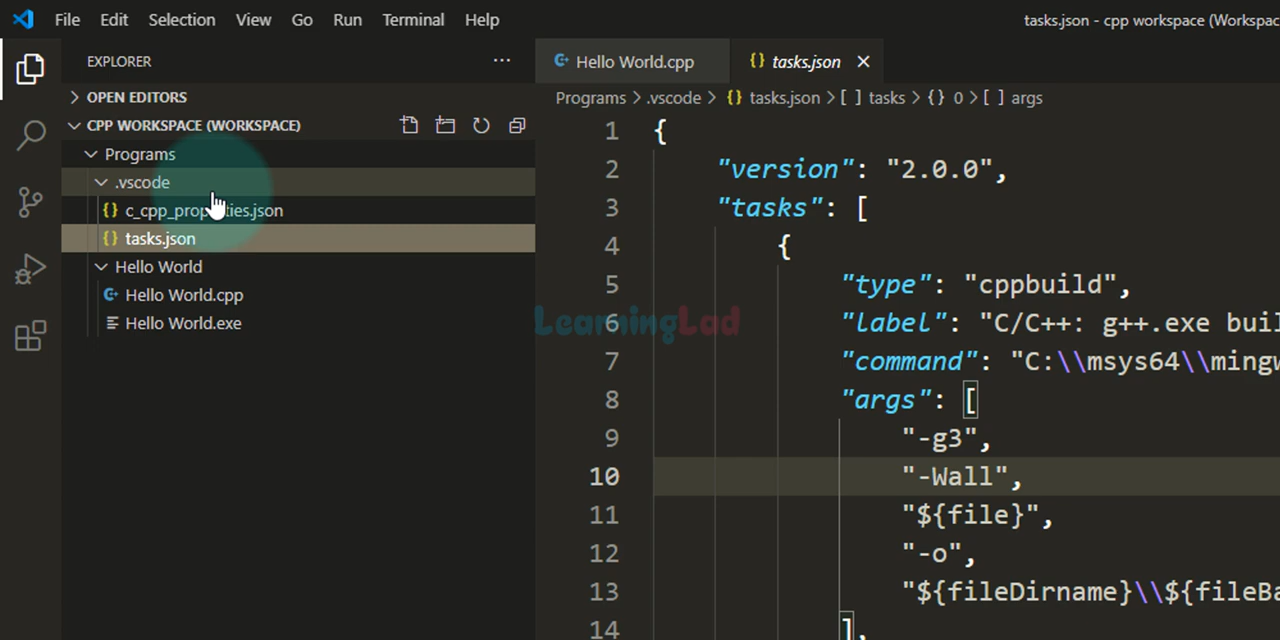 File Edit Selection View Go Run Terminal Help
tasks.json - cpp workspace (Workspac
EXPLORER
OPEN EDITORS
CPP WORKSPACE (WORKSPACE)
Programs
.vscode
c_cpp_properties.json
tasks.json
Hello World
Hello World.cpp
Hello World.exe
Hello World.cpp
{} tasks.json
Programs > .vscode > {} tasks.json > [ ] tasks > {} 0 > [ ] args
1 {
2 "version": "2.0.0",
3 "tasks": [
4 {
5 "type": "cppbuild",
6 "label": "C/C++: g++.exe buil
7 "command": "C:\\msys64\\mingw
8 "args": [
9 "-g3",
10 "-Wall",
11 "${file}",
12 "-o",
13 "${fileDirname}\\${fileBa
14 ],
LearningLad